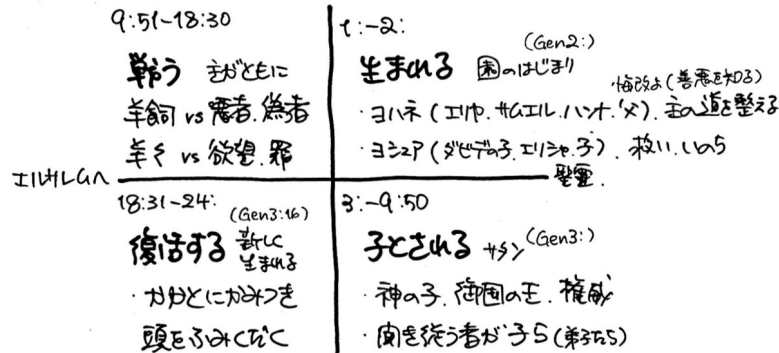 9:51-18:30
戦う 主がともに
羊飼 vs 悪者.偽者
羊々 vs 欲望.罪
1:-2:
(Gen2:)
生まれる 園のはじまり
悔改よ(善悪を知る)
・ヨハネ(エリヤ.サムエル.ハンナ.父).主の道を整える
・ヨシュア(ダビデの子.エリシャ.子).救い.いのち
聖霊.
エルサレムへ
18:31-24:
(Gen3:16)
復活する 新しく
生まれる
・かかとにかみつき
頭をふみくだく
3:-9:50
子とされる サタン (Gen3:)
・神の子.御国の王.権威
・聞き従う者が子ら(弟子たち)